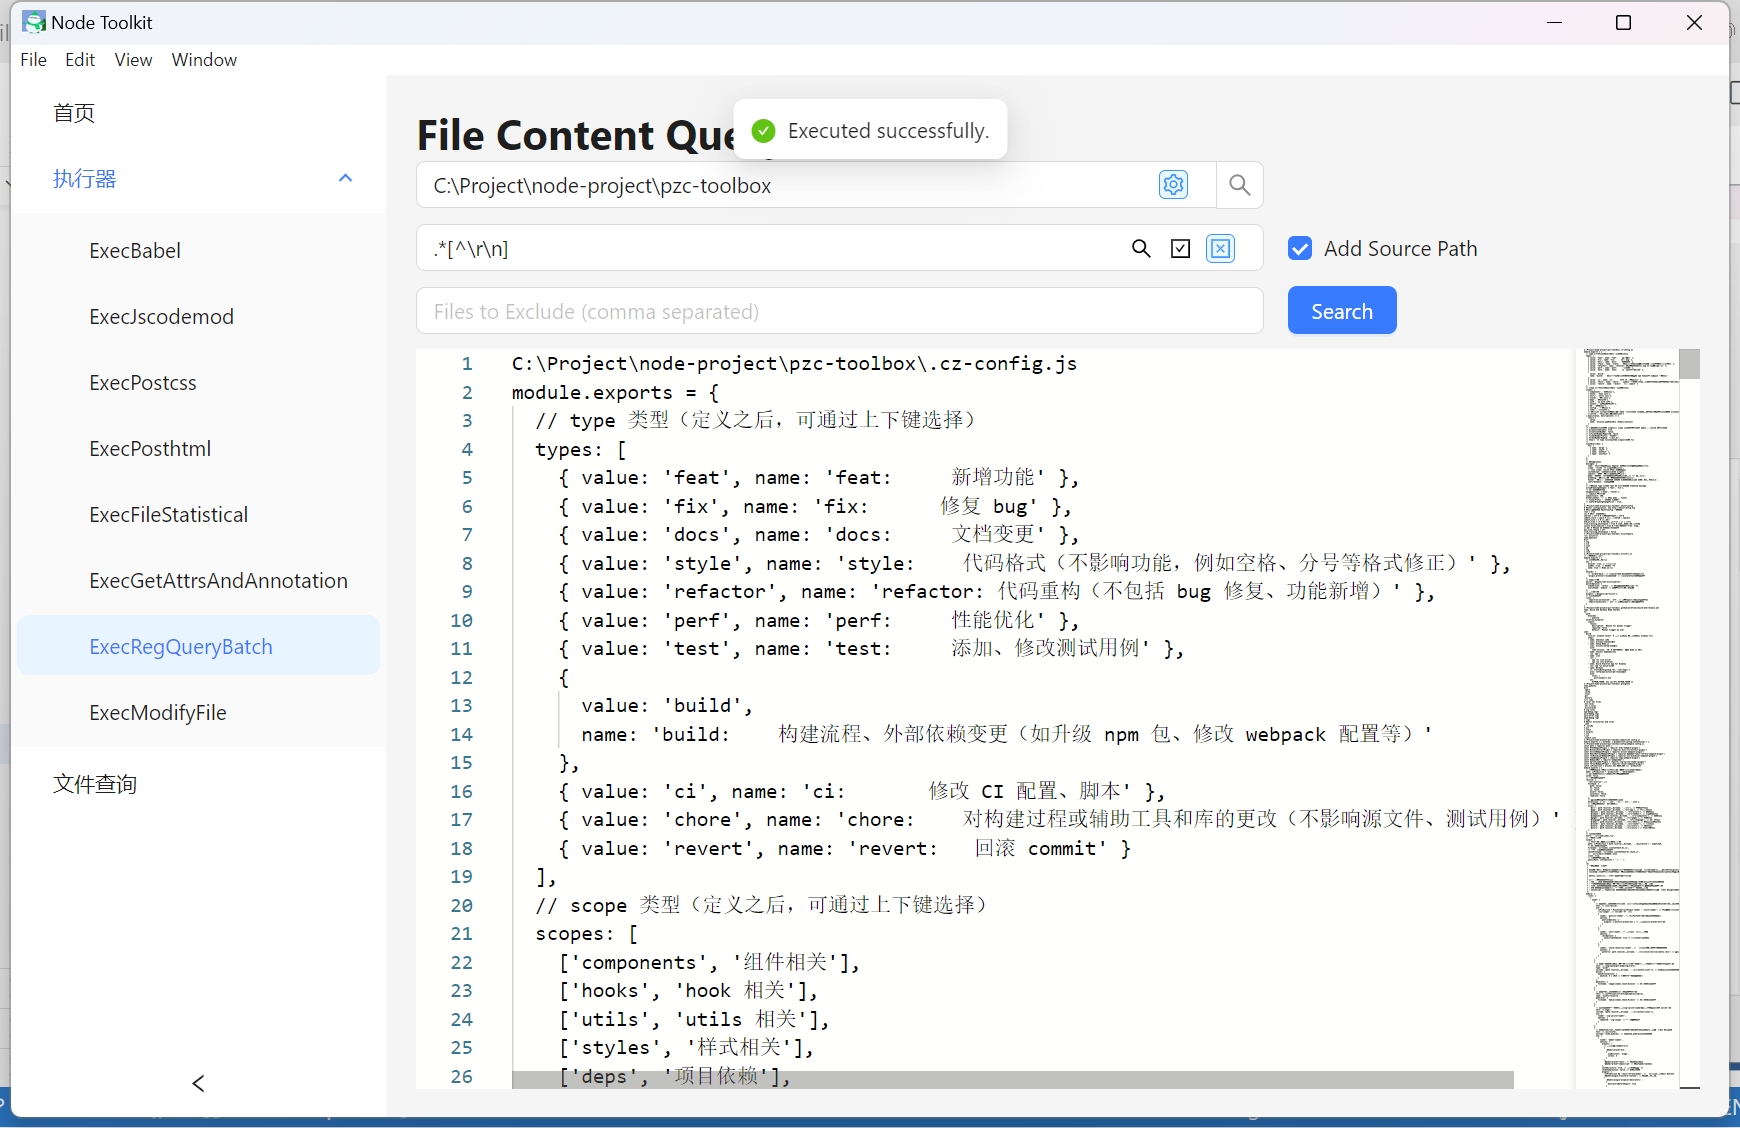 Node Toolkit
File Edit View Window
首页
执行器
ExecBabel
ExecJscodemod
ExecPostcss
ExecPosthtml
ExecFileStatistical
ExecGetAttrsAndAnnotation
ExecRegQueryBatch
ExecModifyFile
文件查询
File Content
Executed successfully.
C:\Project\node-project\pzc-toolbox
.*[^\r\n]
Add Source Path
Files to Exclude (comma separated)
Search
1 C:\Project\node-project\pzc-toolbox\.cz-config.js
2 module.exports = {
3 // type 类型（定义之后，可通过上下键选择）
4 types: [
5 { value: 'feat', name: 'feat:     新增功能' },
6 { value: 'fix', name: 'fix:      修复 bug' },
7 { value: 'docs', name: 'docs:     文档变更' },
8 { value: 'style', name: 'style:    代码格式（不影响功能，例如空格、分号等格式修正）' },
9 { value: 'refactor', name: 'refactor: 代码重构（不包括 bug 修复、功能新增）' },
10 { value: 'perf', name: 'perf:     性能优化' },
11 { value: 'test', name: 'test:     添加、修改测试用例' },
12 {
13 value: 'build',
14 name: 'build:    构建流程、外部依赖变更（如升级 npm 包、修改 webpack 配置等）'
15 },
16 { value: 'ci', name: 'ci:       修改 CI 配置、脚本' },
17 { value: 'chore', name: 'chore:    对构建过程或辅助工具和库的更改（不影响源文件、测试用例）'
18 { value: 'revert', name: 'revert:   回滚 commit' }
19 ],
20 // scope 类型（定义之后，可通过上下键选择）
21 scopes: [
22 ['components', '组件相关'],
23 ['hooks', 'hook 相关'],
24 ['utils', 'utils 相关'],
25 ['styles', '样式相关'],
26 ['deps', '项目依赖'],